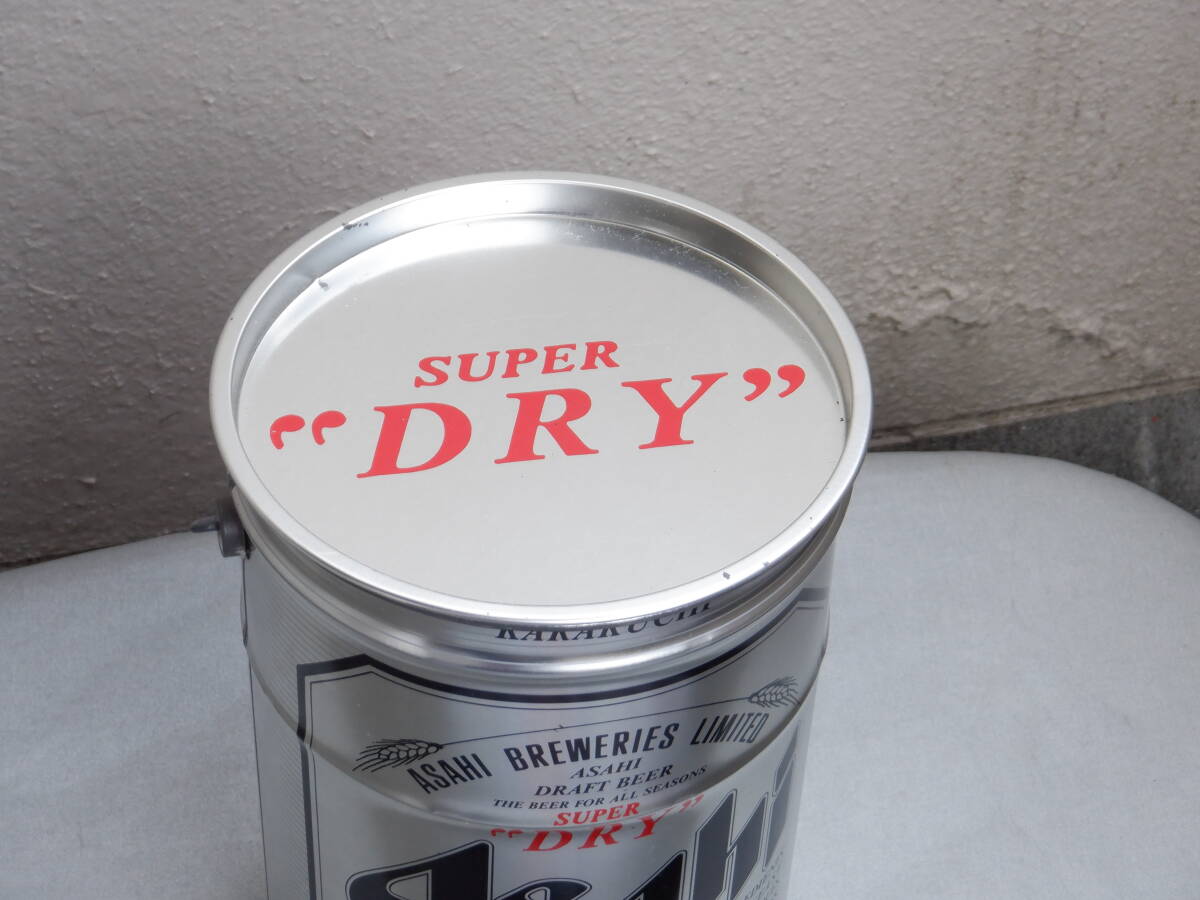 SUPER
“DRY”
KARAKUCHI
ASAHI BREWERIES LIMITED
ASAHI
DRAFT BEER
THE BEER FOR ALL SEASONS
SUPER
“DRY”
Asahi